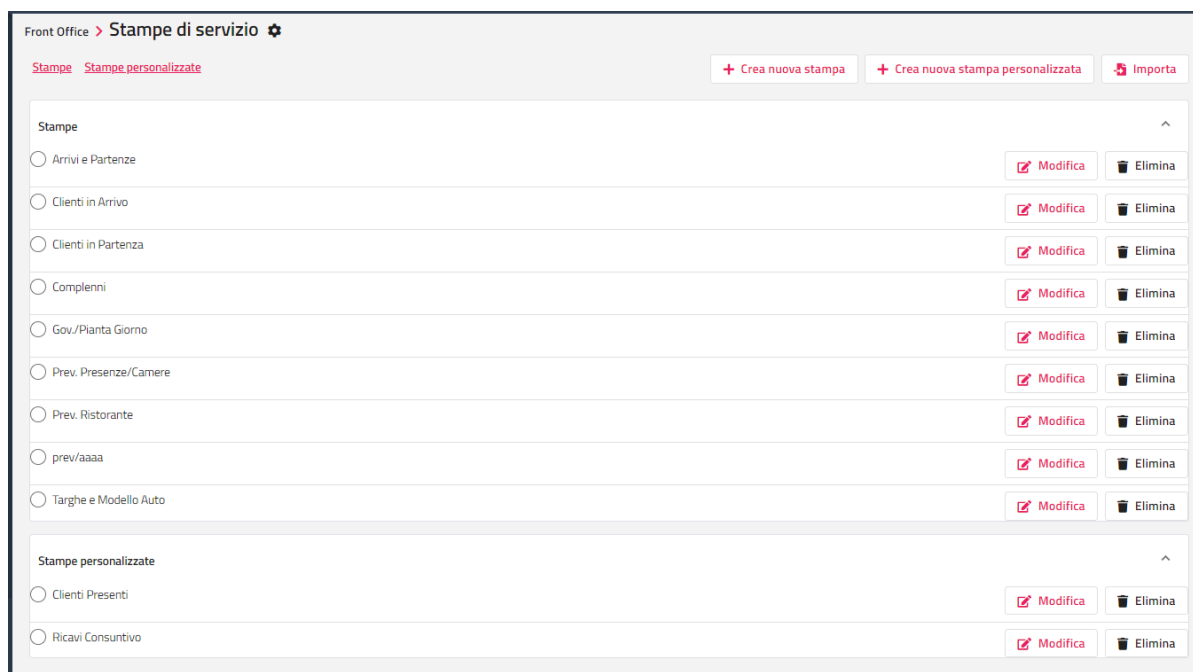 Front Office > Stampe di servizio
Stampe Stampe personalizzate + Crea nuova stampa + Crea nuova stampa personalizzata Importa
Stampe
Arrivi e Partenze Modifica Elimina
Clienti in Arrivo Modifica Elimina
Clienti in Partenza Modifica Elimina
Complenni Modifica Elimina
Gov./Pianta Giorno Modifica Elimina
Prev. Presenze/Camere Modifica Elimina
Prev. Ristorante Modifica Elimina
prev/aaaa Modifica Elimina
Targhe e Modello Auto Modifica Elimina
Stampe personalizzate
Clienti Presenti Modifica Elimina
Ricavi Consuntivo Modifica Elimina